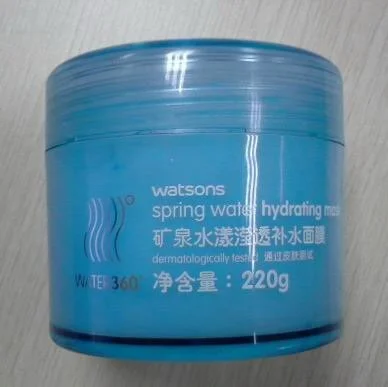 watsons
spring water hydrating mask
矿泉水漾滢透补水面膜
dermatologically tested 通过皮肤测试
WATER360°
净含量：220g